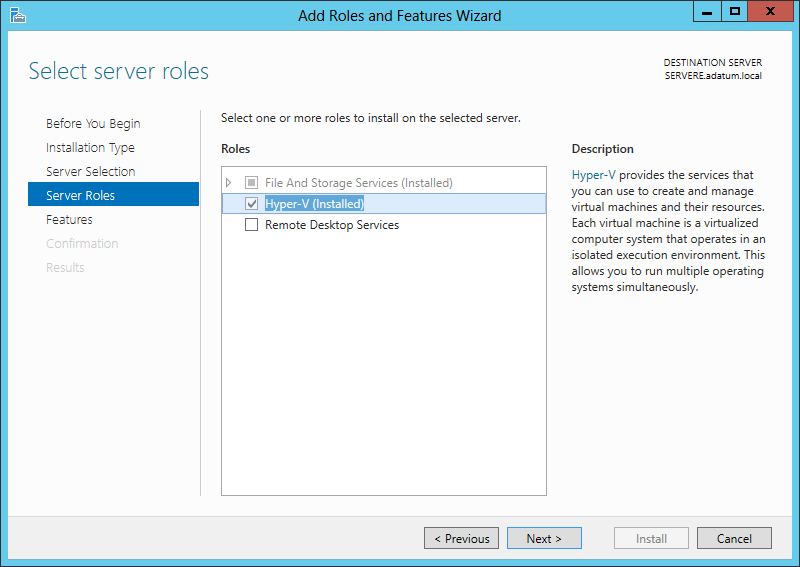 Add Roles and Features Wizard
Select server roles
DESTINATION SERVER
SERVERE.adatum.local
Before You Begin
Installation Type
Server Selection
Server Roles
Features
Confirmation
Results
Select one or more roles to install on the selected server.
Roles
File And Storage Services (Installed)
Hyper-V (Installed)
Remote Desktop Services
Description
Hyper-V provides the services that
you can use to create and manage
virtual machines and their resources.
Each virtual machine is a virtualized
computer system that operates in an
isolated execution environment. This
allows you to run multiple operating
systems simultaneously.
< Previous
Next >
Install
Cancel